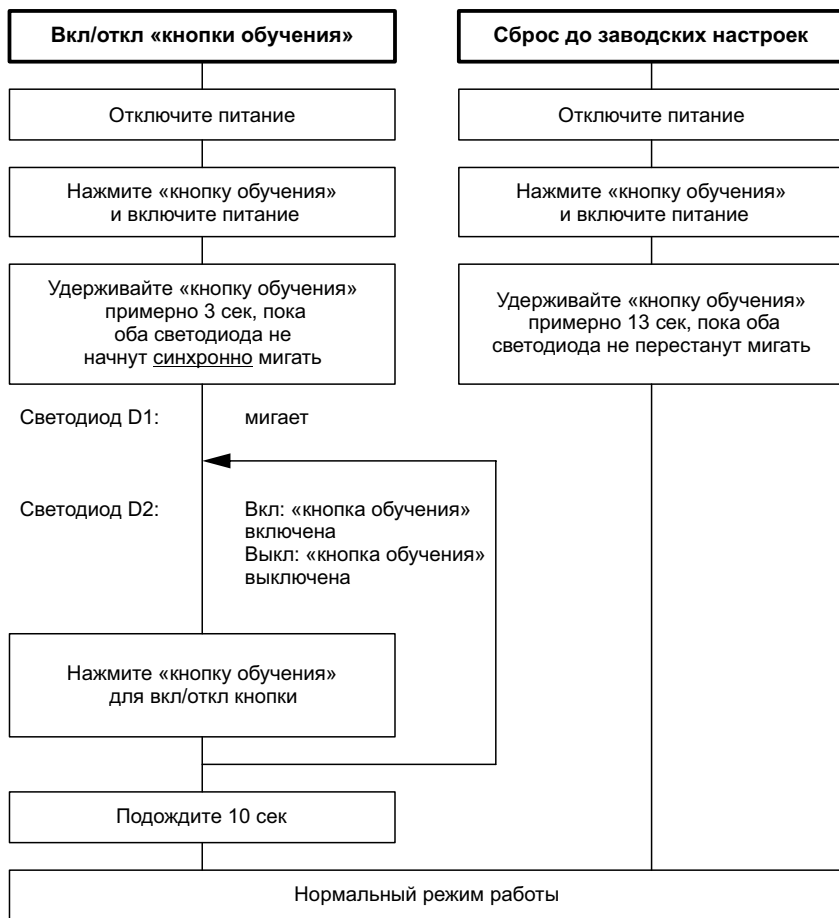 Вкл/откл «кнопки обучения»
Отключите питание
Нажмите «кнопку обучения»
и включите питание
Удерживайте «кнопку обучения»
примерно 3 сек, пока
оба светодиода не
начнут синхронно мигать
Светодиод D1: мигает
Светодиод D2: Вкл: «кнопка обучения»
включена
Выкл: «кнопка обучения»
выключена
Нажмите «кнопку обучения»
для вкл/откл кнопки
Подождите 10 сек
Сброс до заводских настроек
Отключите питание
Нажмите «кнопку обучения»
и включите питание
Удерживайте «кнопку обучения»
примерно 13 сек, пока оба
светодиода не перестанут мигать
Нормальный режим работы